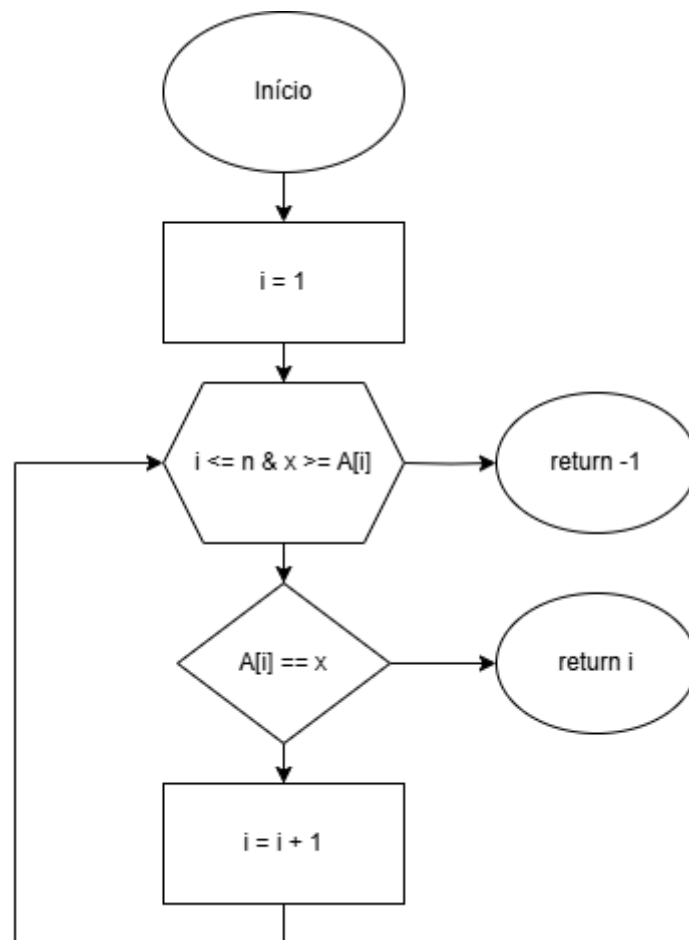 Início
i = 1
i <= n & x >= A[i]
return -1
A[i] == x
return i
i = i + 1